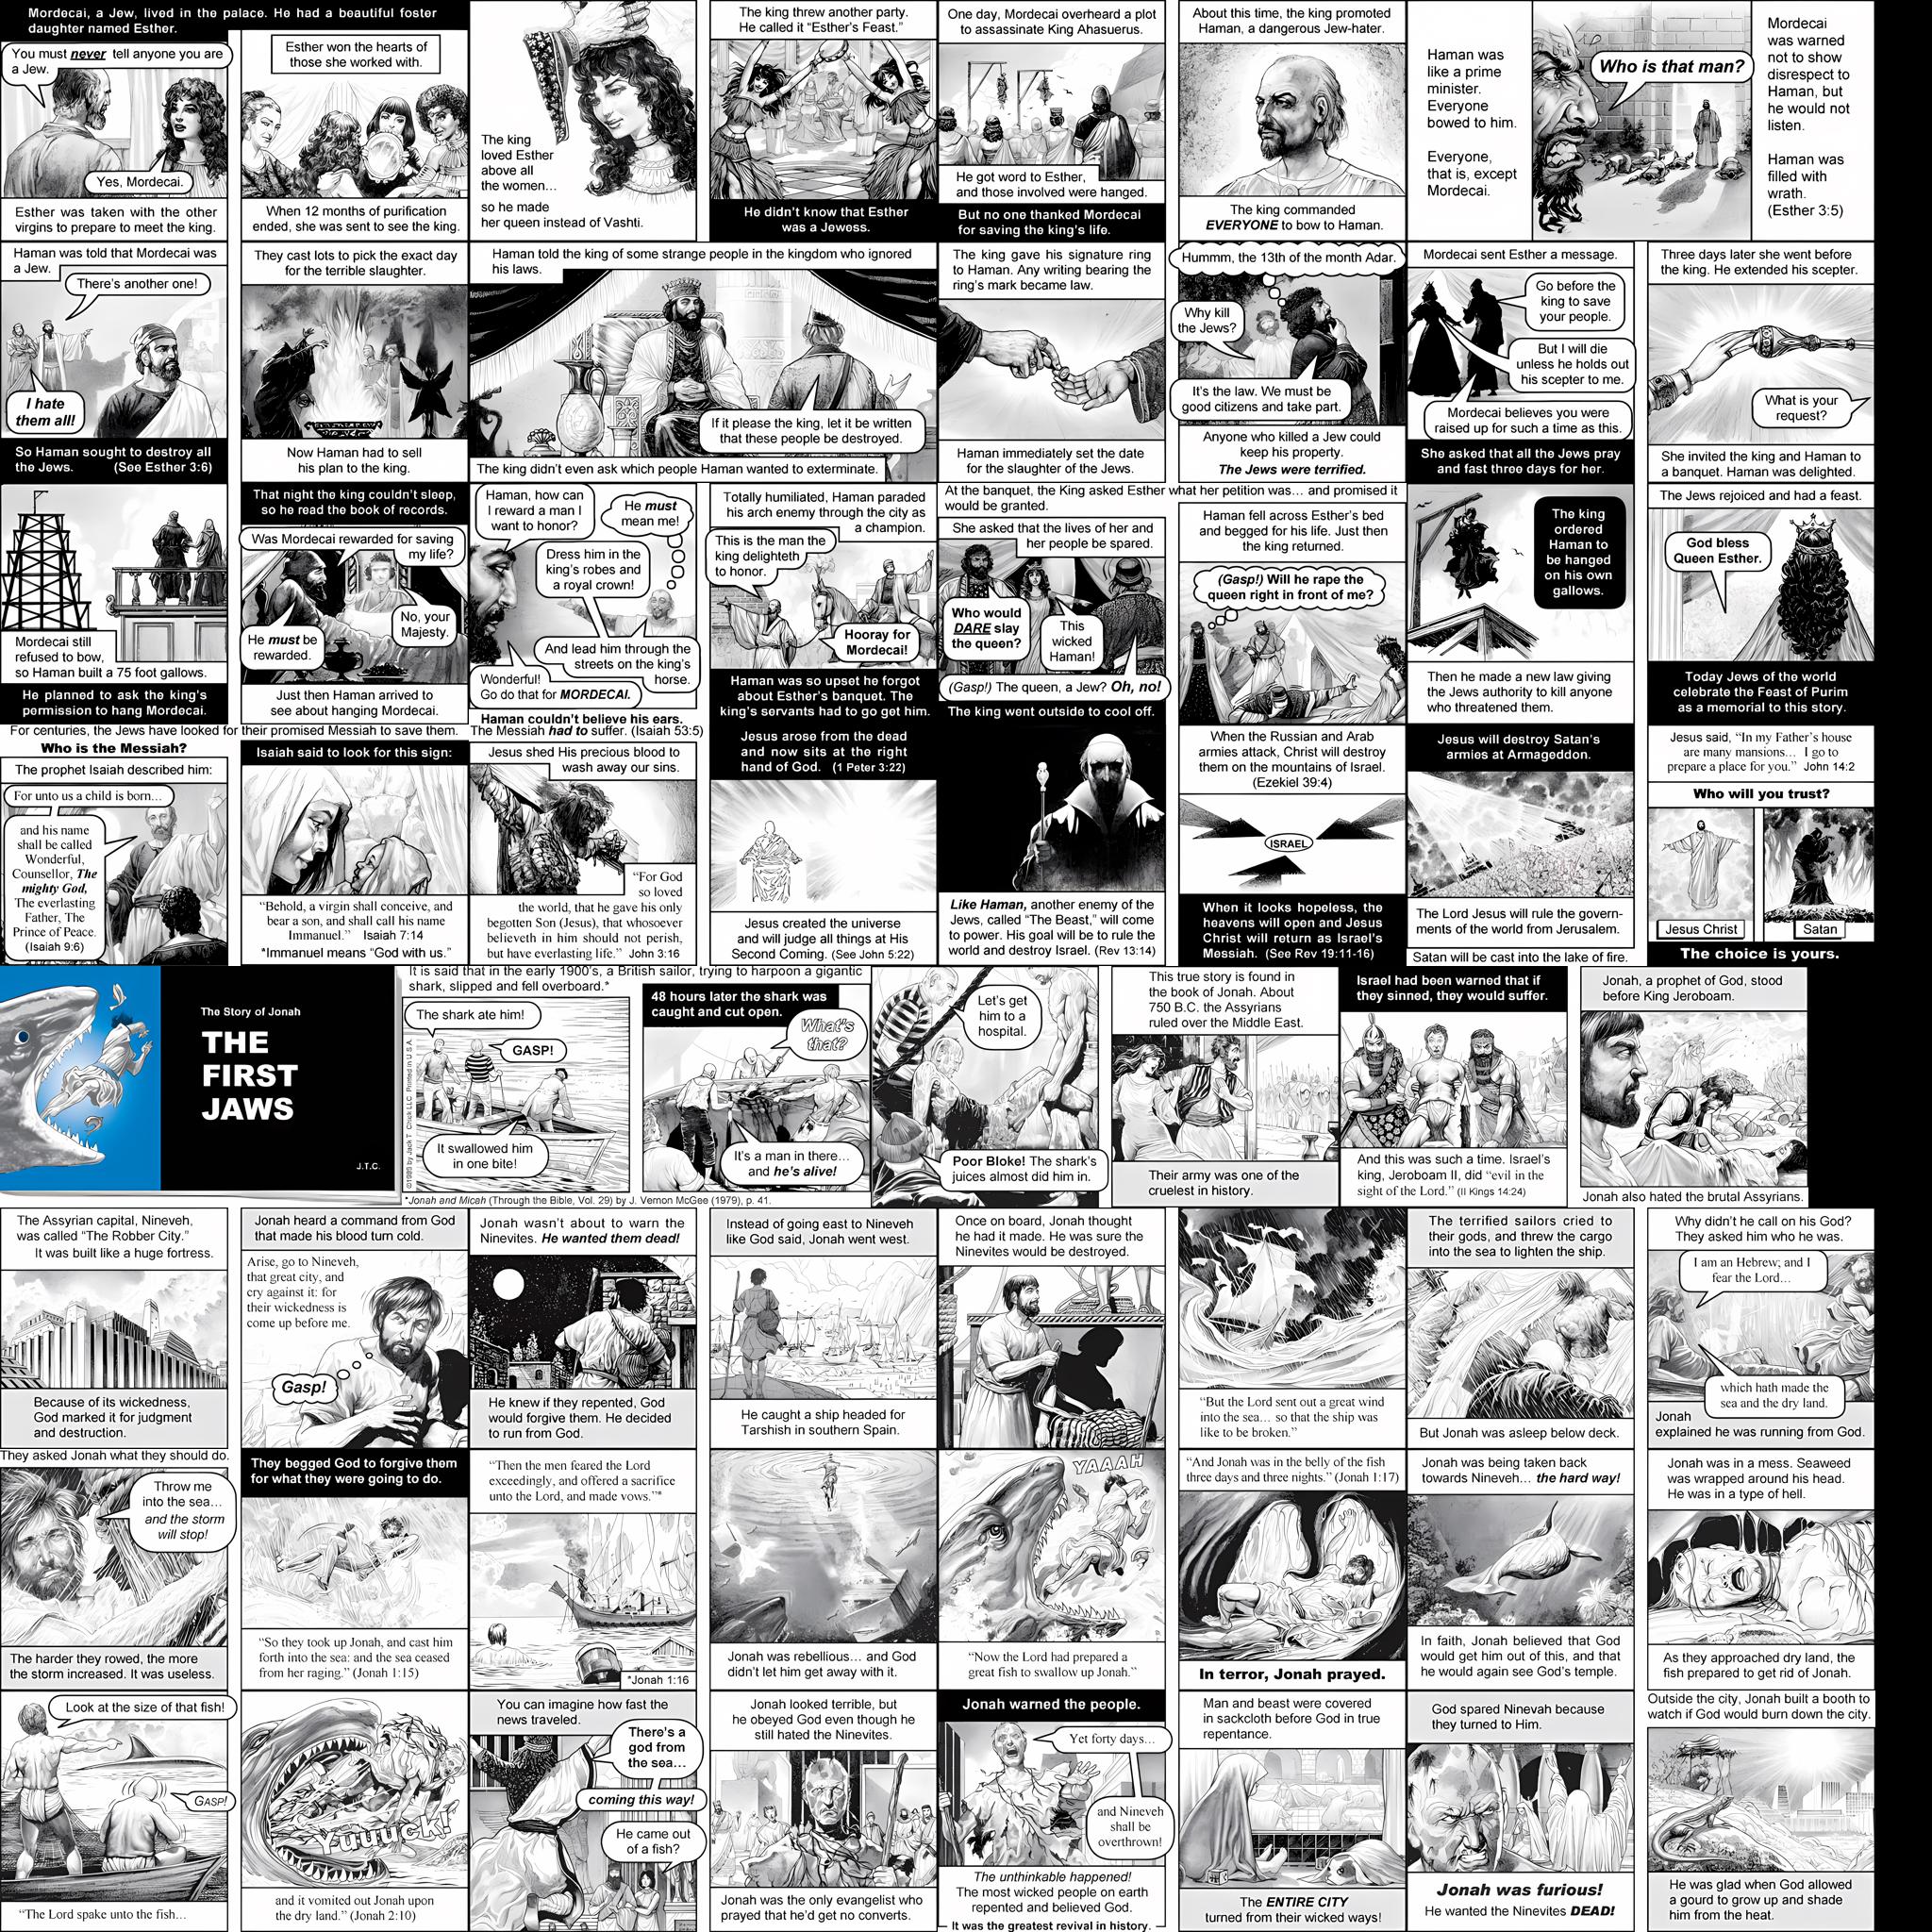 Mordecai, a Jew, lived in the palace. He had a beautiful foster
daughter named Esther.
You must never tell anyone you are
a Jew.
Yes, Mordecai.
Esther was taken with the other
virgins to prepare to meet the king.
Esther won the hearts of
those she worked with.
When 12 months of purification
ended, she was sent to see the king.
The king
loved Esther
above all
the women...
so he made
her queen instead of Vashti.
The king threw another party.
He called it “Esther's Feast.”
He didn't know that Esther
was a Jewess.
One day, Mordecai overheard a plot
to assassinate King Ahasuerus.
He got word to Esther,
and those involved were hanged.
But no one thanked Mordecai
for saving the king's life.
About this time, the king promoted
Haman, a dangerous Jew-hater.
The king commanded
EVERYONE to bow to Haman.
Haman was
like a prime
minister.
Everyone
bowed to him.
Everyone,
that is, except
Mordecai.
Who is that man?
Mordecai
was warned
not to show
disrespect to
Haman, but
he would not
listen.
Haman was
filled with
wrath.
(Esther 3:5)
Haman was told that Mordecai was
a Jew.
There's another one!
I hate
them all!
So Haman sought to destroy all
the Jews. (See Esther 3:6)
They cast lots to pick the exact day
for the terrible slaughter.
Now Haman had to sell
his plan to the king.
Haman told the king of some strange people in the kingdom who ignored
his laws.
If it please the king, let it be written
that these people be destroyed.
The king didn't even ask which people Haman wanted to exterminate.
The king gave his signature ring
to Haman. Any writing bearing the
ring's mark became law.
Haman immediately set the date
for the slaughter of the Jews.
Hummm, the 13th of the month Adar.
Why kill
the Jews?
It's the law. We must be
good citizens and take part.
Anyone who killed a Jew could
keep his property.
The Jews were terrified.
Mordecai sent Esther a message.
Go before the
king to save
your people.
But I will die
unless he holds out
his scepter to me.
Mordecai believes you were
raised up for such a time as this.
She asked that all the Jews pray
and fast three days for her.
Three days later she went before
the king. He extended his scepter.
What is your
request?
She invited the king and Haman to
a banquet. Haman was delighted.
Mordecai still
refused to bow,
so Haman built a 75 foot gallows.
He planned to ask the king's
permission to hang Mordecai.
That night the king couldn't sleep,
so he read the book of records.
Was Mordecai rewarded for saving
my life?
No, your
Majesty.
He must be
rewarded.
Just then Haman arrived to
see about hanging Mordecai.
Haman, how can
I reward a man I
want to honor?
He must
mean me!
Dress him in the
king's robes and
a royal crown!
And lead him through the
streets on the king's
horse.
Wonderful!
Go do that for MORDECAI.
Haman couldn't believe his ears.
Totally humiliated, Haman paraded
his arch enemy through the city as
a champion.
This is the man the
king delighteth
to honor.
Hooray for
Mordecai!
Haman was so upset he forgot
about Esther's banquet. The
king's servants had to go get him.
At the banquet, the King asked Esther what her petition was... and promised it
would be granted.
She asked that the lives of her and
her people be spared.
Who would
DARE slay
the queen?
This
wicked
Haman!
(Gasp!) The queen, a Jew? Oh, no!
The king went outside to cool off.
Haman fell across Esther's bed
and begged for his life. Just then
the king returned.
(Gasp!) Will he rape the
queen right in front of me?
The king
ordered
Haman to
be hanged
on his own
gallows.
Then he made a new law giving
the Jews authority to kill anyone
who threatened them.
The Jews rejoiced and had a feast.
God bless
Queen Esther.
Today Jews of the world
celebrate the Feast of Purim
as a memorial to this story.
For centuries, the Jews have looked for their promised Messiah to save them.
Who is the Messiah?
The prophet Isaiah described him:
For unto us a child is born...
and his name
shall be called
Wonderful,
Counsellor, The
mighty God,
The everlasting
Father, The
Prince of Peace.
(Isaiah 9:6)
Isaiah said to look for this sign:
“Behold, a virgin shall conceive, and
bear a son, and shall call his name
Immanuel.” Isaiah 7:14
*Immanuel means “God with us.”
The Messiah had to suffer. (Isaiah 53:5)
Jesus shed His precious blood to
wash away our sins.
“For God
so loved
the world, that he gave his only
begotten Son (Jesus), that whosoever
believeth in him should not perish,
but have everlasting life.” John 3:16
Jesus arose from the dead
and now sits at the right
hand of God. (1 Peter 3:22)
Jesus created the universe
and will judge all things at His
Second Coming. (See John 5:22)
Like Haman, another enemy of the
Jews, called “The Beast,” will come
to power. His goal will be to rule the
world and destroy Israel. (Rev 13:14)
When the Russian and Arab
armies attack, Christ will destroy
them on the mountains of Israel.
(Ezekiel 39:4)
ISRAEL
When it looks hopeless, the
heavens will open and Jesus
Christ will return as Israel's
Messiah. (See Rev 19:11-16)
Jesus will destroy Satan's
armies at Armageddon.
The Lord Jesus will rule the govern-
ments of the world from Jerusalem.
Satan will be cast into the lake of fire.
Jesus said, “In my Father's house
are many mansions... I go to
prepare a place for you.” John 14:2
Who will you trust?
Jesus Christ
Satan
The choice is yours.
The Story of Jonah
THE
FIRST
JAWS
J.T.C.
It is said that in the early 1900's, a British sailor, trying to harpoon a gigantic
shark, slipped and fell overboard.*
The shark ate him!
GASP!
It swallowed him
in one bite!
by Jack T. Chick LLC Printed in U.S.A.
48 hours later the shark was
caught and cut open.
What's
that?
It's a man in there...
and he's alive!
*Jonah and Micah (Through the Bible, Vol. 29) by J. Vernon McGee (1979), p. 41.
Let's get
him to a
hospital.
Poor Bloke! The shark's
juices almost did him in.
This true story is found in
the book of Jonah. About
750 B.C. the Assyrians
ruled over the Middle East.
Their army was one of the
cruelest in history.
Israel had been warned that if
they sinned, they would suffer.
And this was such a time. Israel's
king, Jeroboam II, did “evil in the
sight of the Lord.” (II Kings 14:24)
Jonah, a prophet of God, stood
before King Jeroboam.
Jonah also hated the brutal Assyrians.
The Assyrian capital, Nineveh,
was called “The Robber City.”
It was built like a huge fortress.
Because of its wickedness,
God marked it for judgment
and destruction.
Jonah heard a command from God
that made his blood turn cold.
Arise, go to Nineveh,
that great city, and
cry against it: for
their wickedness is
come up before me.
Gasp!
Jonah wasn't about to warn the
Ninevites. He wanted them dead!
He knew if they repented, God
would forgive them. He decided
to run from God.
Instead of going east to Nineveh
like God said, Jonah went west.
He caught a ship headed for
Tarshish in southern Spain.
Once on board, Jonah thought
he had it made. He was sure the
Ninevites would be destroyed.
“But the Lord sent out a great wind
into the sea... so that the ship was
like to be broken.”
The terrified sailors cried to
their gods, and threw the cargo
into the sea to lighten the ship.
But Jonah was asleep below deck.
Why didn't he call on his God?
They asked him who he was.
I am an Hebrew; and I
fear the Lord...
which hath made the
sea and the dry land.
Jonah
explained he was running from God.
They asked Jonah what they should do.
Throw me
into the sea...
and the storm
will stop!
The harder they rowed, the more
the storm increased. It was useless.
They begged God to forgive them
for what they were going to do.
“So they took up Jonah, and cast him
forth into the sea: and the sea ceased
from her raging.” (Jonah 1:15)
“Then the men feared the Lord
exceedingly, and offered a sacrifice
unto the Lord, and made vows.”*
*Jonah 1:16
Jonah was rebellious... and God
didn't let him get away with it.
YAAAH
“Now the Lord had prepared a
great fish to swallow up Jonah.”
“And Jonah was in the belly of the fish
three days and three nights.” (Jonah 1:17)
In terror, Jonah prayed.
Jonah was being taken back
towards Nineveh... the hard way!
In faith, Jonah believed that God
would get him out of this, and that
he would again see God's temple.
Jonah was in a mess. Seaweed
was wrapped around his head.
He was in a type of hell.
As they approached dry land, the
fish prepared to get rid of Jonah.
Look at the size of that fish!
GASP!
“The Lord spake unto the fish...
Yuuuck!
and it vomited out Jonah upon
the dry land.” (Jonah 2:10)
You can imagine how fast the
news traveled.
There's a
god from
the sea...
coming this way!
He came out
of a fish?
Jonah looked terrible, but
he obeyed God even though he
still hated the Ninevites.
Jonah was the only evangelist who
prayed that he'd get no converts.
Jonah warned the people.
Yet forty days...
and Nineveh
shall be
overthrown!
The unthinkable happened!
The most wicked people on earth
repented and believed God.
It was the greatest revival in history.
Man and beast were covered
in sackcloth before God in true
repentance.
The ENTIRE CITY
turned from their wicked ways!
God spared Ninevah because
they turned to Him.
Jonah was furious!
He wanted the Ninevites DEAD!
Outside the city, Jonah built a booth to
watch if God would burn down the city.
He was glad when God allowed
a gourd to grow up and shade
him from the heat.